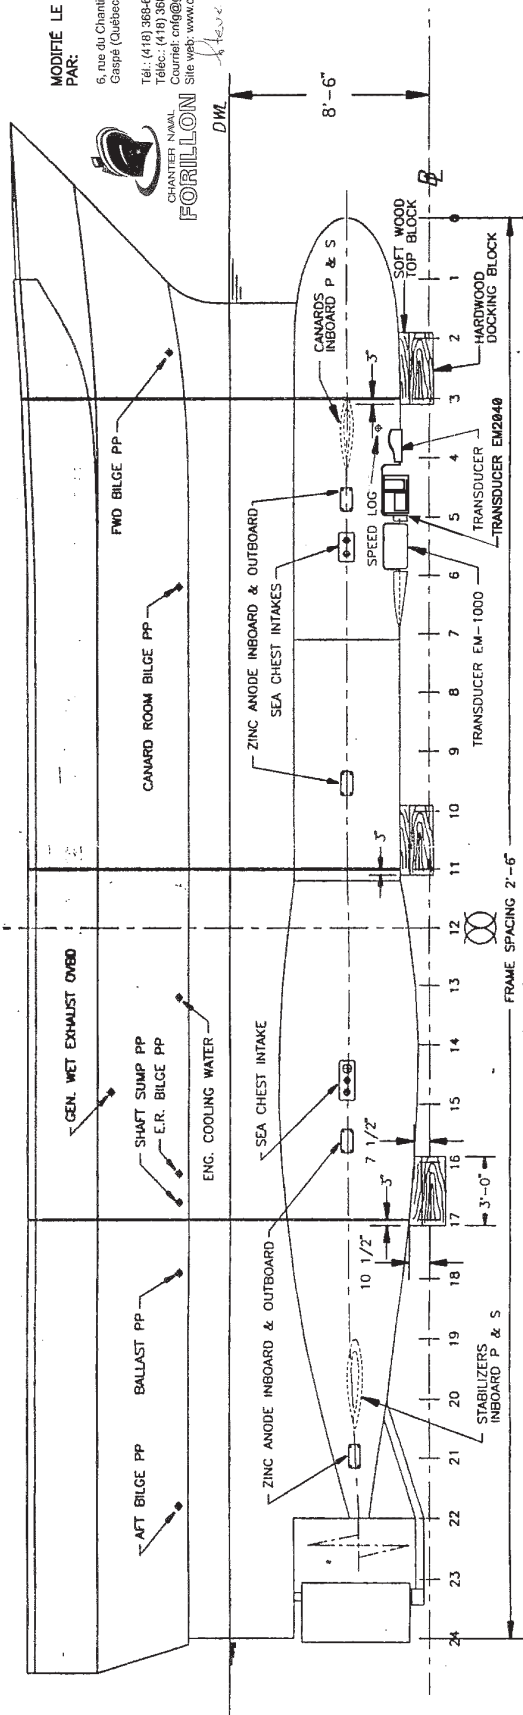 MODIFIÉ LE
PAR:
6, rue du Chanti
Gaspé (Québec
Tél.: (418) 368-6
Téléc.: (418) 36
Courriel: cnfg@g
Site web: www.c
CHANTIER NAVAL
FORILLON
DWL
8'-6"
BL
FWD BILGE PP
CANARD ROOM BILGE PP
GEN. WET EXHAUST OVBD
SHAFT SUMP PP
E.R. BILGE PP
BALLAST PP
AFT BILGE PP
ENG. COOLING WATER
CANARDS
INBOARD P & S
ZINC ANODE INBOARD & OUTBOARD
SEA CHEST INTAKES
SEA CHEST INTAKE
ZINC ANODE INBOARD & OUTBOARD
3"
SPEED LOG
SOFT WOOD
TOP BLOCK
HARDWOOD
DOCKING BLOCK
TRANSDUCER
TRANSDUCER EM2040
TRANSDUCER EM-1000
3"
7 1/2"
3"
10 1/2"
3'-0"
STABILIZERS
INBOARD P & S
24 23 22 21 20 19 18 17 16 15 14 13 12 11 10 9 8 7 6 5 4 3 2 1 0
FRAME SPACING 2'-6"